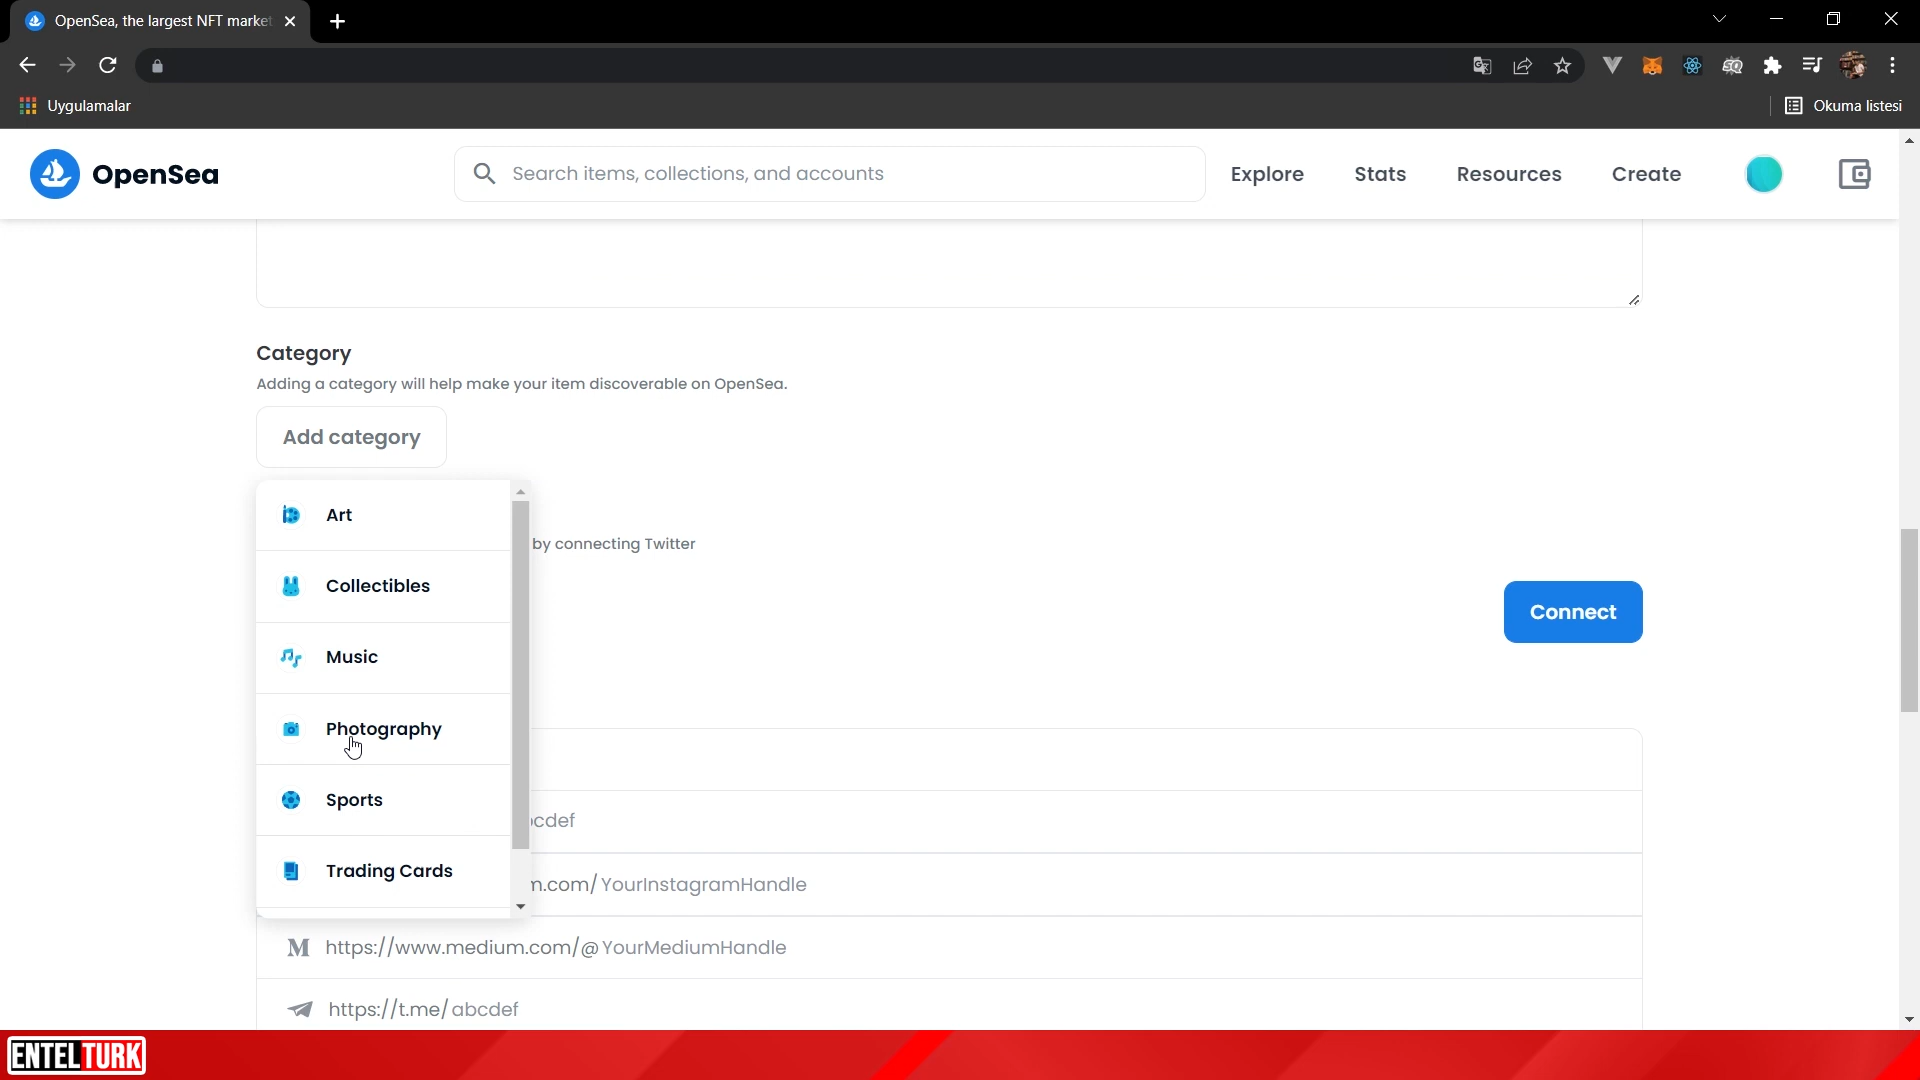 OpenSea, the largest NFT market
Uygulamalar
Okuma listesi
OpenSea
Search items, collections, and accounts
Explore
Stats
Resources
Create
Category
Adding a category will help make your item discoverable on OpenSea.
Add category
Art
by connecting Twitter
Collectibles
Connect
Music
Photography
Sports
cdef
Trading Cards
.com/ YourInstagramHandle
https://www.medium.com/@ YourMediumHandle
https://t.me/ abcdef
ENTELTURK